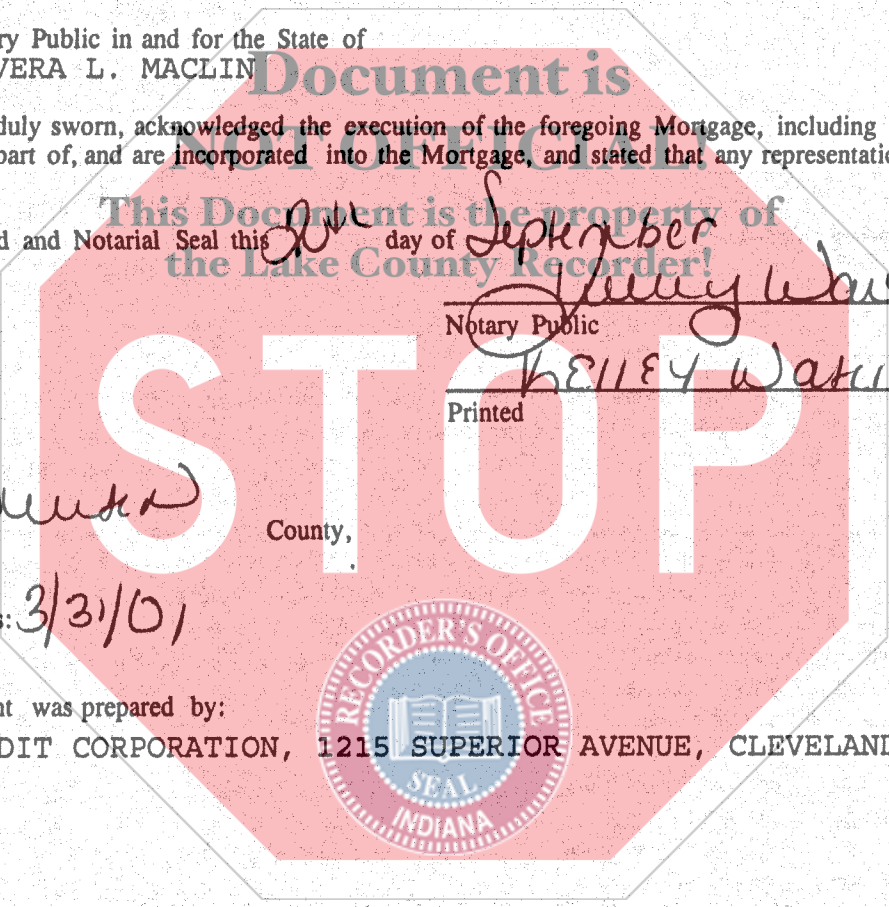 ry Public in and for the State of
VERA L. MACLIN
Document is
duly sworn, acknowledged the execution of the foregoing Mortgage, including
NOT OFFICIAL!
part of, and are incorporated into the Mortgage, and stated that any representati
This Document is the property of
d and Notarial Seal this 20th day of September
the Lake County Recorder!
Notary Public
KELLEY
Printed
STOP
County,
s: 3/31/01
RECORDER'S OFFICE
nt was prepared by:
DIT CORPORATION, 1215 SUPERIOR AVENUE, CLEVELAND
SEAL
INDIANA